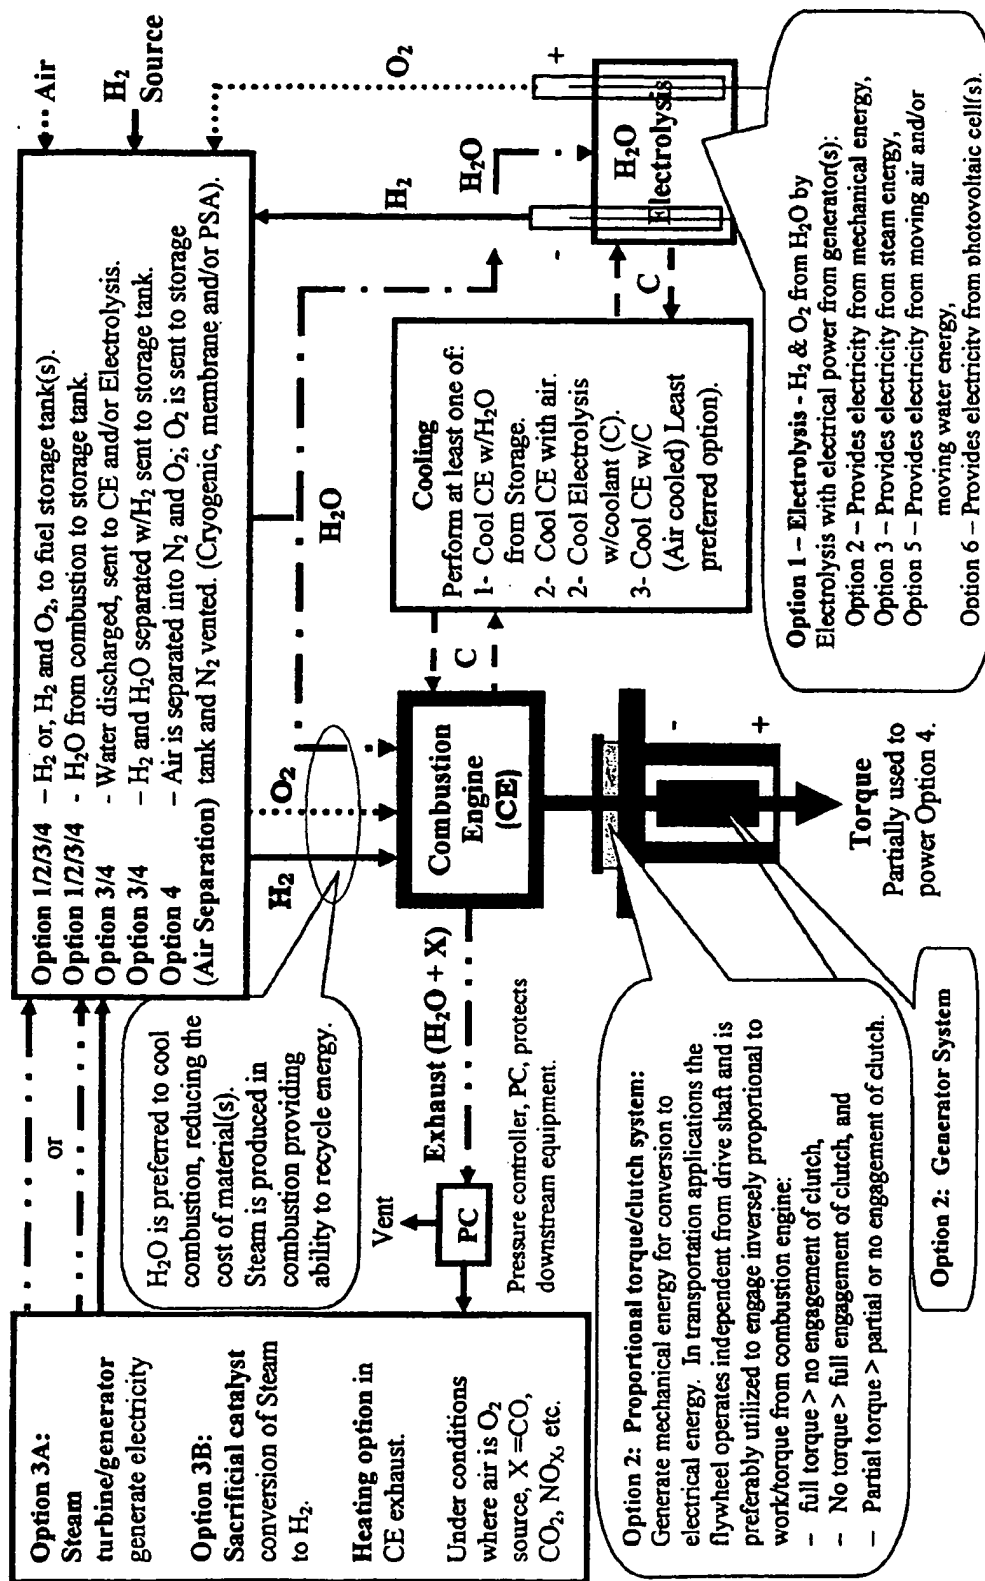 Option 3A:
Steam
turbine/generator
generate electricity
Option 3B:
Sacrificial catalyst
conversion of Steam
to H₂.
Heating option in
CE exhaust.
Under conditions
where air is O₂
source, X =CO,
CO₂, NOₓ, etc.
or
Option 1/2/3/4 – H₂ or, H₂ and O₂, to fuel storage tank(s).
Option 1/2/3/4 - H₂O from combustion to storage tank.
Option 3/4 - Water discharged, sent to CE and/or Electrolysis.
Option 3/4 – H₂ and H₂O separated w/H₂ sent to storage tank.
Option 4 – Air is separated into N₂ and O₂; O₂ is sent to storage
(Air Separation) tank and N₂ vented. (Cryogenic, membrane and/or PSA).
Air
H₂
Source
H₂O is preferred to cool
combustion, reducing the
cost of material(s).
Steam is produced in
combustion providing
ability to recycle energy.
H₂
O₂
H₂O
H₂O
H₂
O₂
Vent
PC
Exhaust (H₂O + X)
Pressure controller, PC, protects
downstream equipment.
Combustion
Engine
(CE)
C
Cooling
Perform at least one of:
1- Cool CE w/H₂O
from Storage.
2- Cool CE with air.
2- Cool Electrolysis
w/coolant (C).
3- Cool CE w/C
(Air cooled) Least
preferred option).
C
- +
H₂O
Electrolysis
Option 2: Proportional torque/clutch system:
Generate mechanical energy for conversion to
electrical energy. In transportation applications the
flywheel operates independent from drive shaft and is
preferably utilized to engage inversely proportional to
work/torque from combustion engine:
– full torque > no engagement of clutch,
– No torque > full engagement of clutch, and
– Partial torque > partial or no engagement of clutch.
Option 2: Generator System
- +
Torque
Partially used to
power Option 4.
Option 1 – Electrolysis - H₂ & O₂ from H₂O by
Electrolysis with electrical power from generator(s):
Option 2 – Provides electricity from mechanical energy,
Option 3 – Provides electricity from steam energy,
Option 5 – Provides electricity from moving air and/or
moving water energy,
Option 6 – Provides electricity from photovoltaic cell(s).